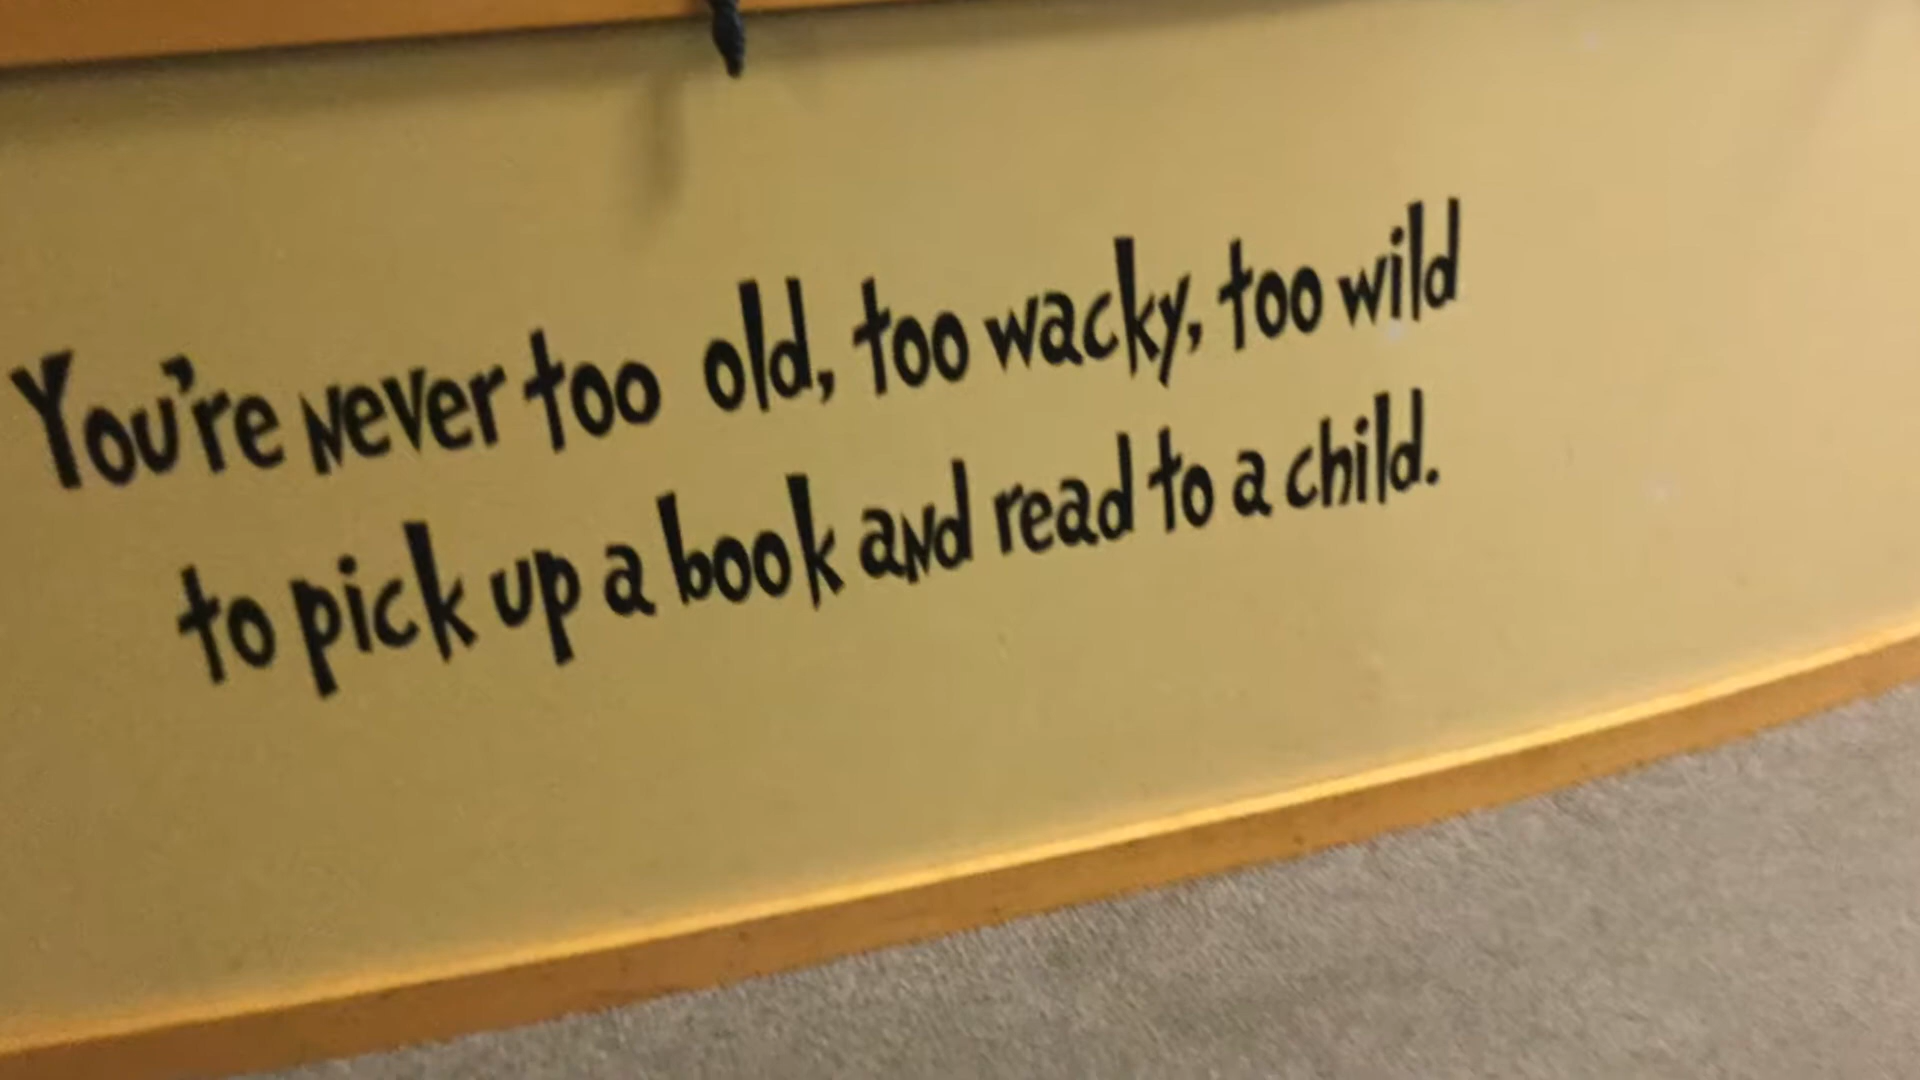 You're never too old, too wacky, too wild
to pick up a book and read to a child.